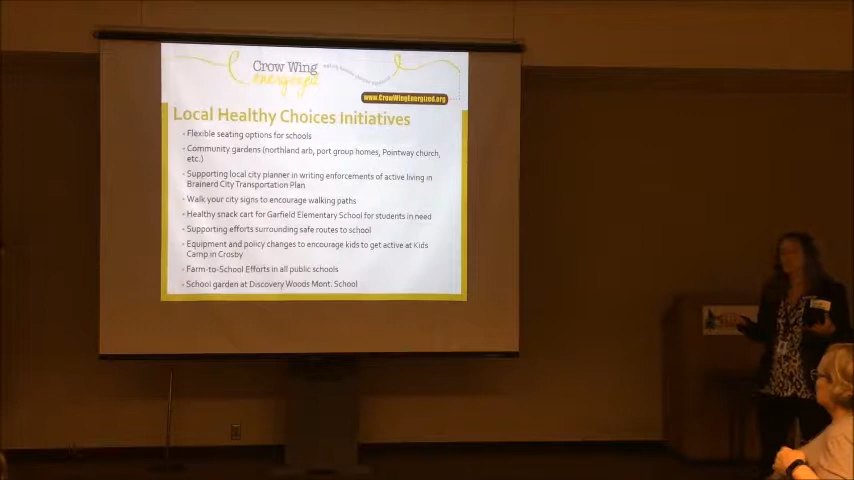 Crow Wing
energized
www.CrowWingEnergized.org
Local Healthy Choices Initiatives
Flexible seating options for schools
Community gardens (northland arb, port group homes, Pointway church,
etc.)
Supporting local city planner in writing enforcements of active living in
Brainerd City Transportation Plan
Walk your city signs to encourage walking paths
Healthy snack cart for Garfield Elementary School for students in need
Supporting efforts surrounding safe routes to school
Equipment and policy changes to encourage kids to get active at Kids
Camp in Crosby
Farm-to-School Efforts in all public schools
School garden at Discovery Woods Mont. School